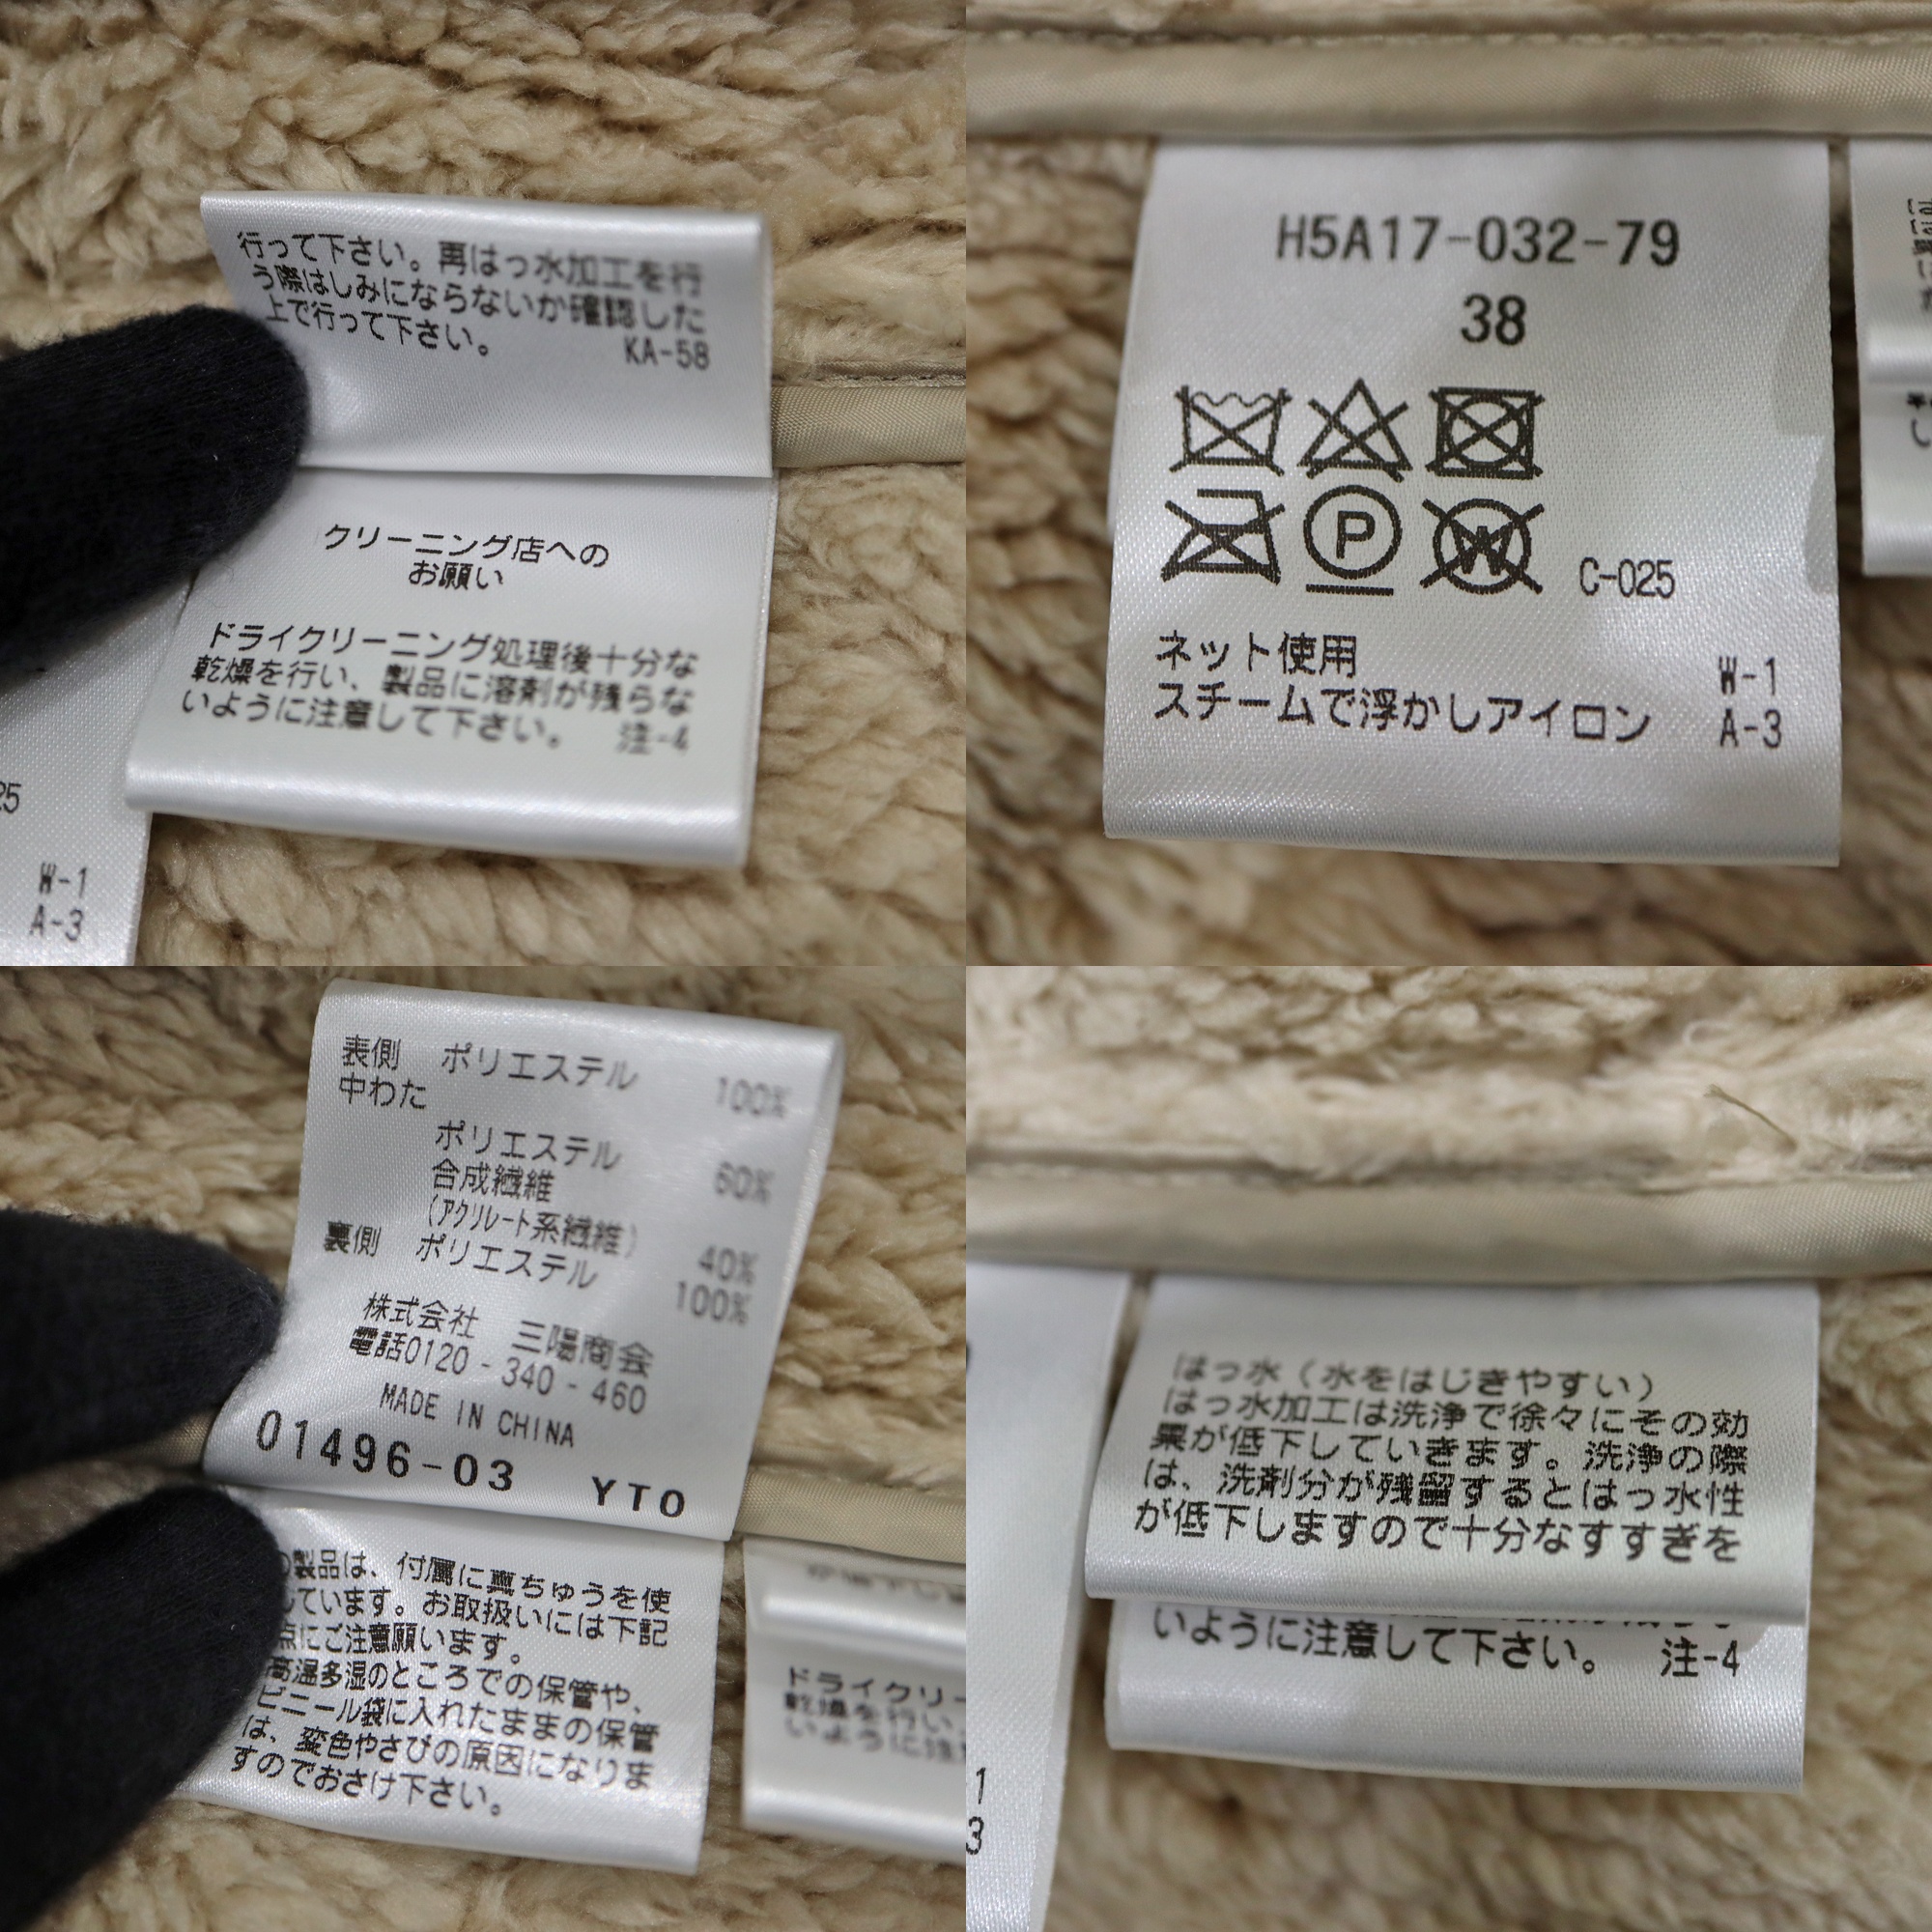 行って下さい。再はっ水加工を行
う際はしみにならないか確認した
上で行って下さい。
KA-58
クリーニング店への
お願い
ドライクリーニング処理後十分な
乾燥を行い、製品に溶剤が残らな
いように注意して下さい。 注-4
25
W-1
A-3
H5A17-032-79
38
P
W
C-025
ネット使用
スチームで浮かしアイロン
W-1
A-3
表側 ポリエステル 100%
中わた
ポリエステル 60%
合成繊維
(アクリレート系繊維) 40%
裏側 ポリエステル 100%
株式会社 三陽商会
電話0120-340-460
MADE IN CHINA
01496-03 YTO
製品は、付属に真ちゅうを使
しています。お取扱いには下記
点にご注意願います。
高温多湿のところでの保管や、
ビニール袋に入れたままの保管
は、変色やさびの原因になりま
すのでおさけ下さい。
ドライクリー
乾燥を行い
いように注
はっ水(水をはじきやすい)
はっ水加工は洗浄で徐々にその効
果が低下していきます。洗浄の際
は、洗剤分が残留するとはっ水性
が低下しますので十分なすすぎを
いように注意して下さい。 注-4
1
3